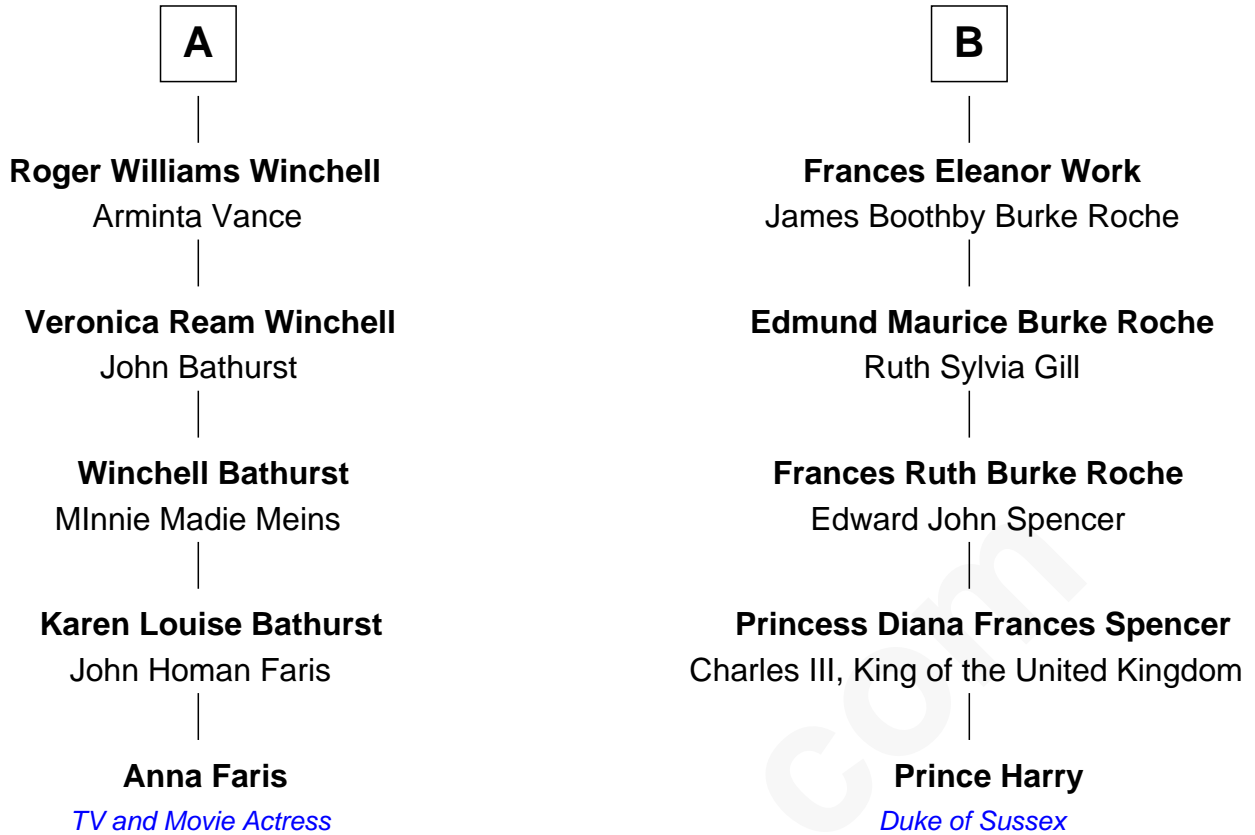 A
Roger Williams Winchell
Arminta Vance
Veronica Ream Winchell
John Bathurst
Winchell Bathurst
MInnie Madie Meins
Karen Louise Bathurst
John Homan Faris
Anna Faris
TV and Movie Actress
B
Frances Eleanor Work
James Boothby Burke Roche
Edmund Maurice Burke Roche
Ruth Sylvia Gill
Frances Ruth Burke Roche
Edward John Spencer
Princess Diana Frances Spencer
Charles III, King of the United Kingdom
Prince Harry
Duke of Sussex
com